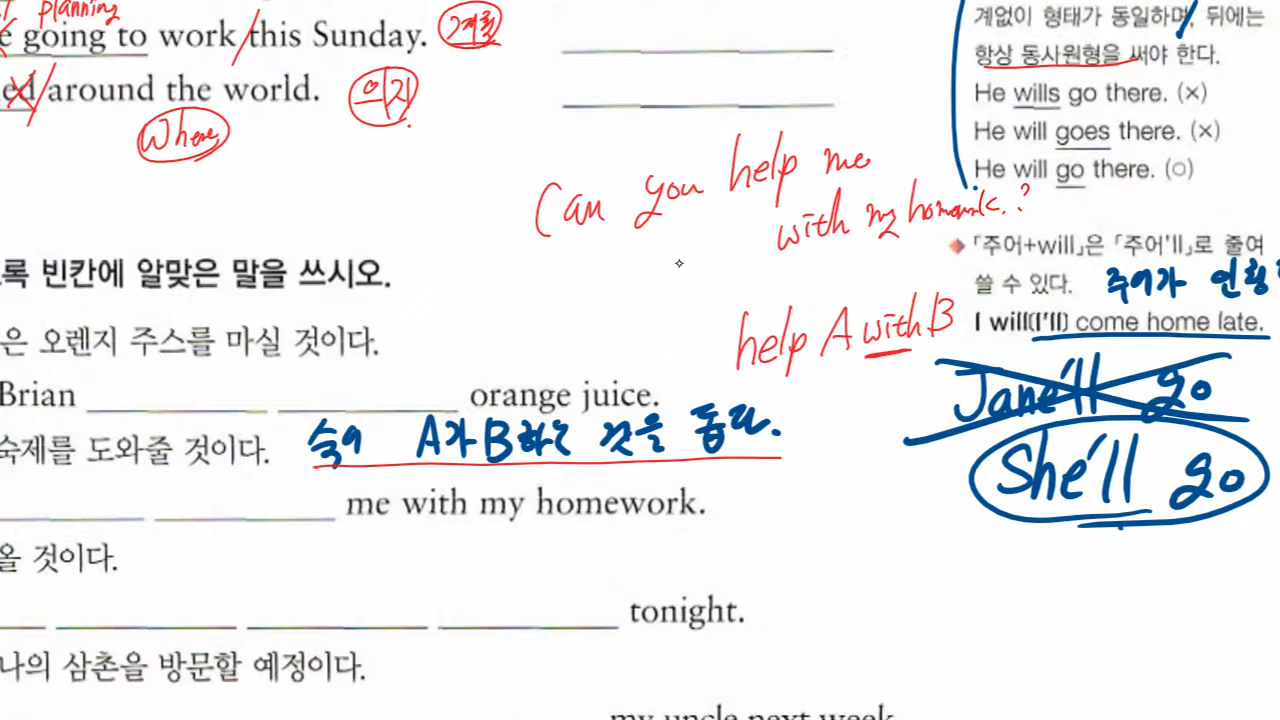 planning
e going to work this Sunday. 계획
ed around the world. 의지
Where
Can you help me
with my homework.?
help A with B
록 빈칸에 알맞은 말을 쓰시오.
은 오렌지 주스를 마실 것이다.
Brian orange juice.
숙제를 도와줄 것이다. 숙어 A가 B하는 것을 돕다.
me with my homework.
올 것이다.
tonight.
나의 삼촌을 방문할 예정이다.
my uncle next week
계없이 형태가 동일하며, 뒤에는
항상 동사원형을 써야 한다.
He wills go there. (×)
He will goes there. (×)
He will go there. (○)
「주어+will」은 「주어'll」로 줄여
쓸 수 있다. 주어가 인칭
I will(I'll) come home late.
Jane'll go
She'll go